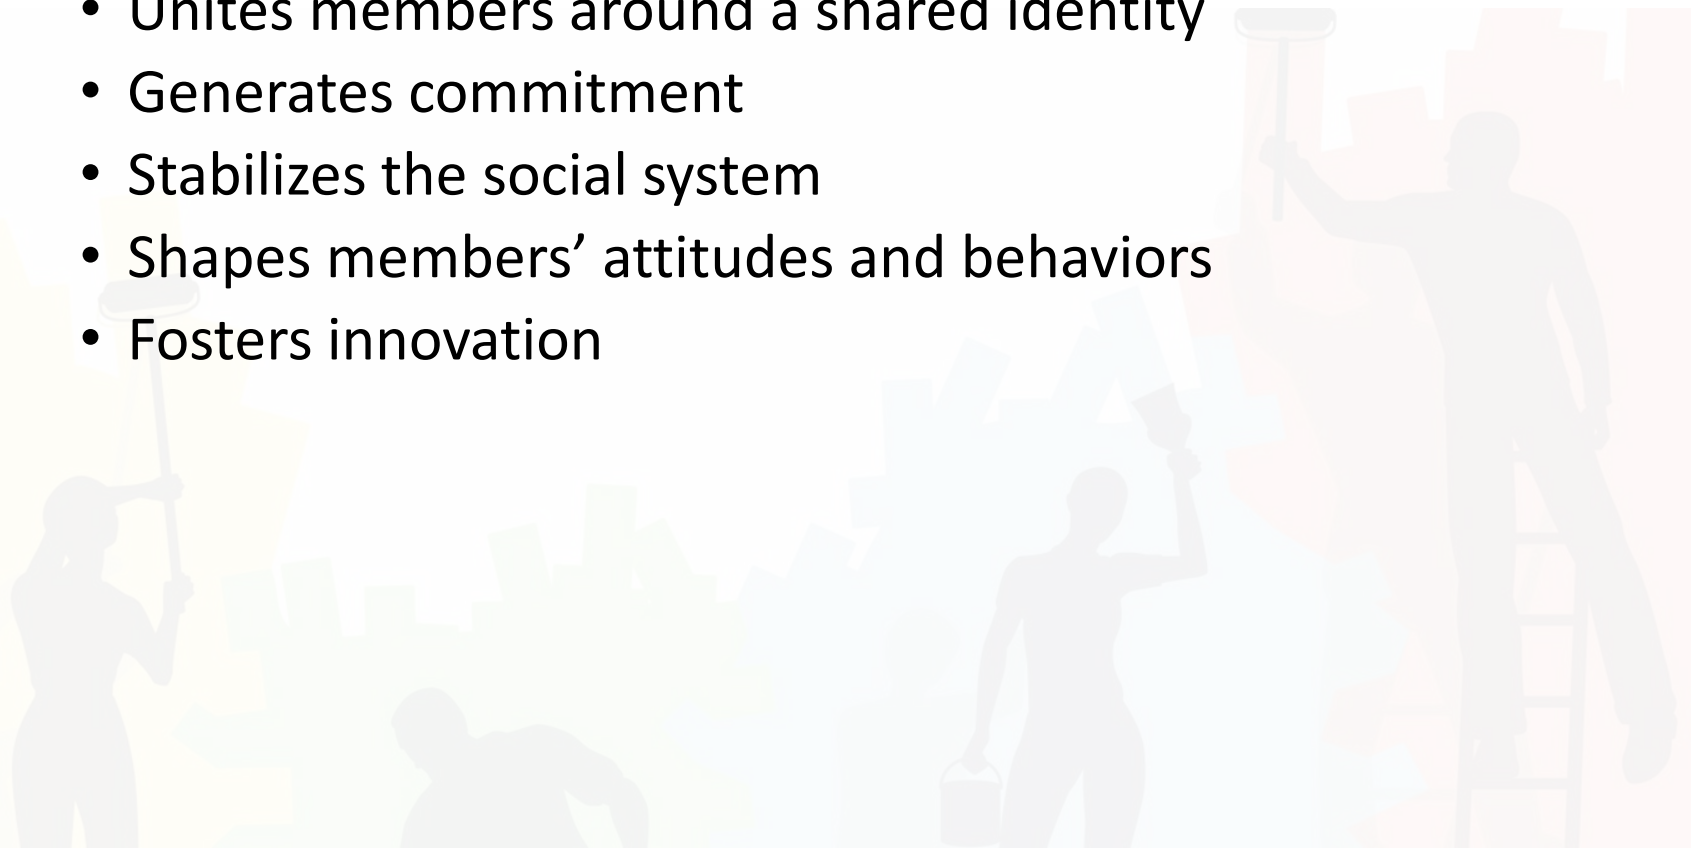 • Unites members around a shared identity
• Generates commitment
• Stabilizes the social system
• Shapes members’ attitudes and behaviors
• Fosters innovation